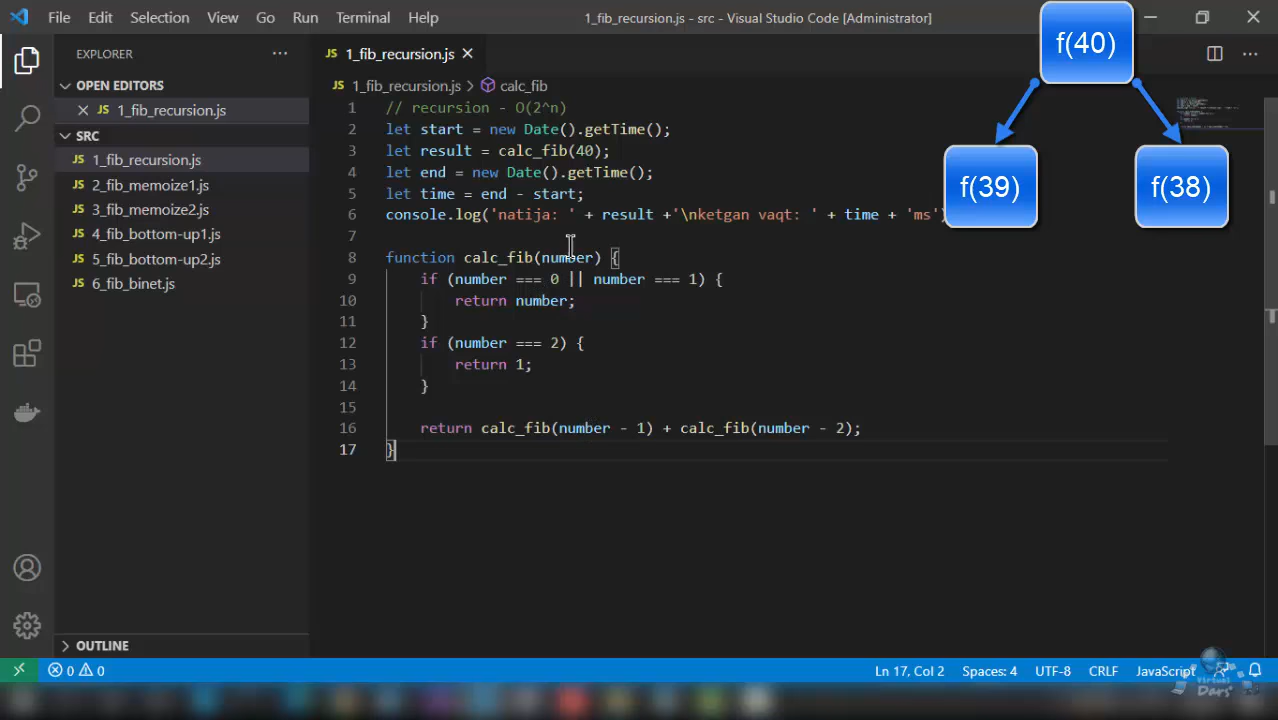 File Edit Selection View Go Run Terminal Help 1_fib_recursion.js - src - Visual Studio Code [Administrator]
f(40)
f(39)
f(38)
EXPLORER
OPEN EDITORS
JS 1_fib_recursion.js
SRC
JS 1_fib_recursion.js
JS 2_fib_memoize1.js
JS 3_fib_memoize2.js
JS 4_fib_bottom-up1.js
JS 5_fib_bottom-up2.js
JS 6_fib_binet.js
OUTLINE
JS 1_fib_recursion.js
JS 1_fib_recursion.js > calc_fib
1 // recursion - O(2^n)
2 let start = new Date().getTime();
3 let result = calc_fib(40);
4 let end = new Date().getTime();
5 let time = end - start;
6 console.log('natija: ' + result +'\nketgan vaqt: ' + time + 'ms')
7
8 function calc_fib(number) {
9 if (number === 0 || number === 1) {
10 return number;
11 }
12 if (number === 2) {
13 return 1;
14 }
15
16 return calc_fib(number - 1) + calc_fib(number - 2);
17 }
0 0 Ln 17, Col 2 Spaces: 4 UTF-8 CRLF JavaScript
Virtual
Dars